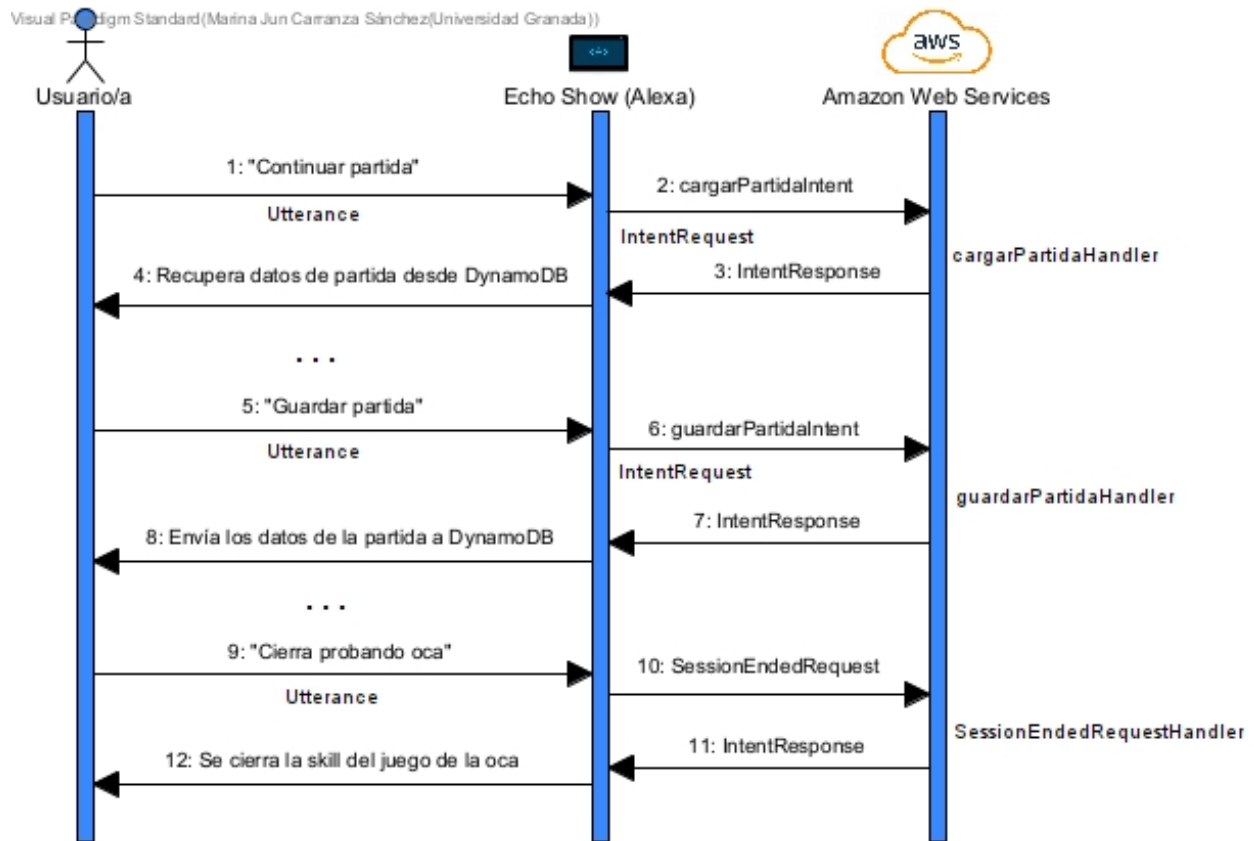 Visual Paradigm Standard(Marina Jun Carranza Sánchez(Universidad Granada))
aws
Usuario/a
Echo Show (Alexa)
Amazon Web Services
1: "Continuar partida"
2: cargarPartidaIntent
Utterance
IntentRequest
cargarPartidaHandler
3: IntentResponse
4: Recupera datos de partida desde DynamoDB
. . .
5: "Guardar partida"
6: guardarPartidaIntent
Utterance
IntentRequest
guardarPartidaHandler
7: IntentResponse
8: Envía los datos de la partida a DynamoDB
. . .
9: "Cierra probando oca"
10: SessionEndedRequest
Utterance
SessionEndedRequestHandler
11: IntentResponse
12: Se cierra la skill del juego de la oca